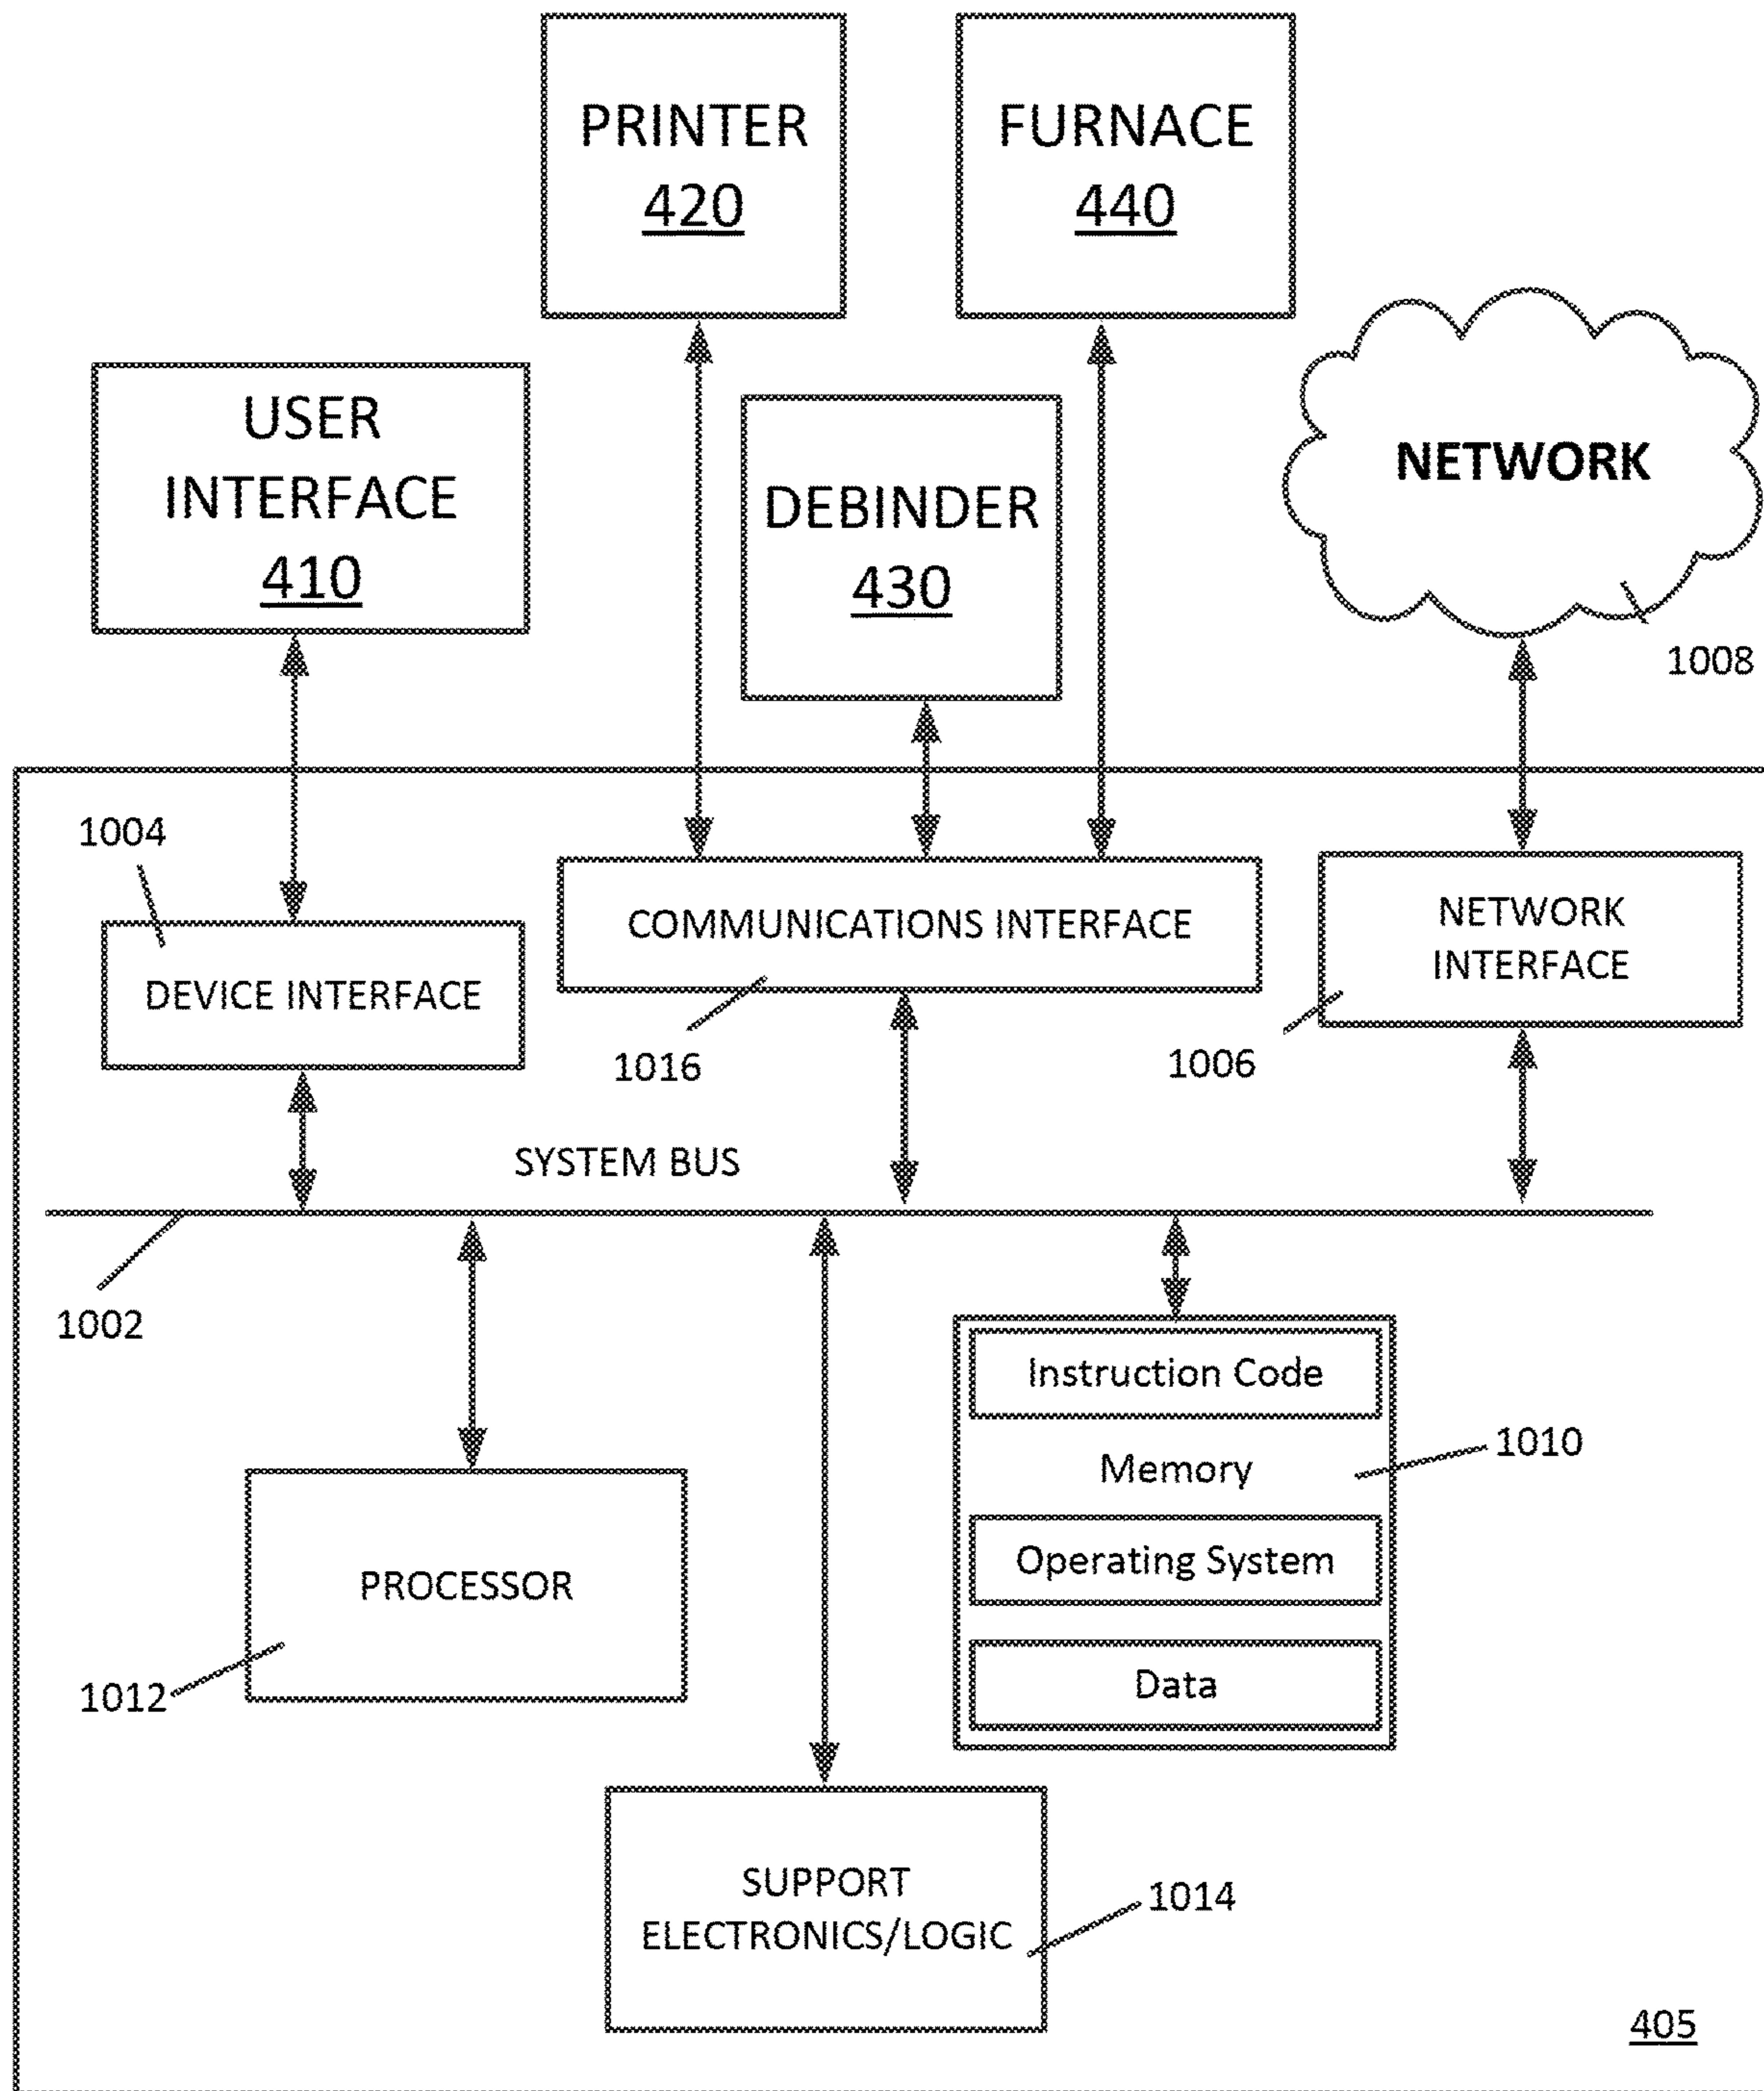 PRINTER
420
FURNACE
440
USER
INTERFACE
410
DEBINDER
430
NETWORK
1008
1004
DEVICE INTERFACE
COMMUNICATIONS INTERFACE
1016
NETWORK
INTERFACE
1006
SYSTEM BUS
1002
Instruction Code
Memory
1010
Operating System
Data
PROCESSOR
1012
SUPPORT
ELECTRONICS/LOGIC
1014
405